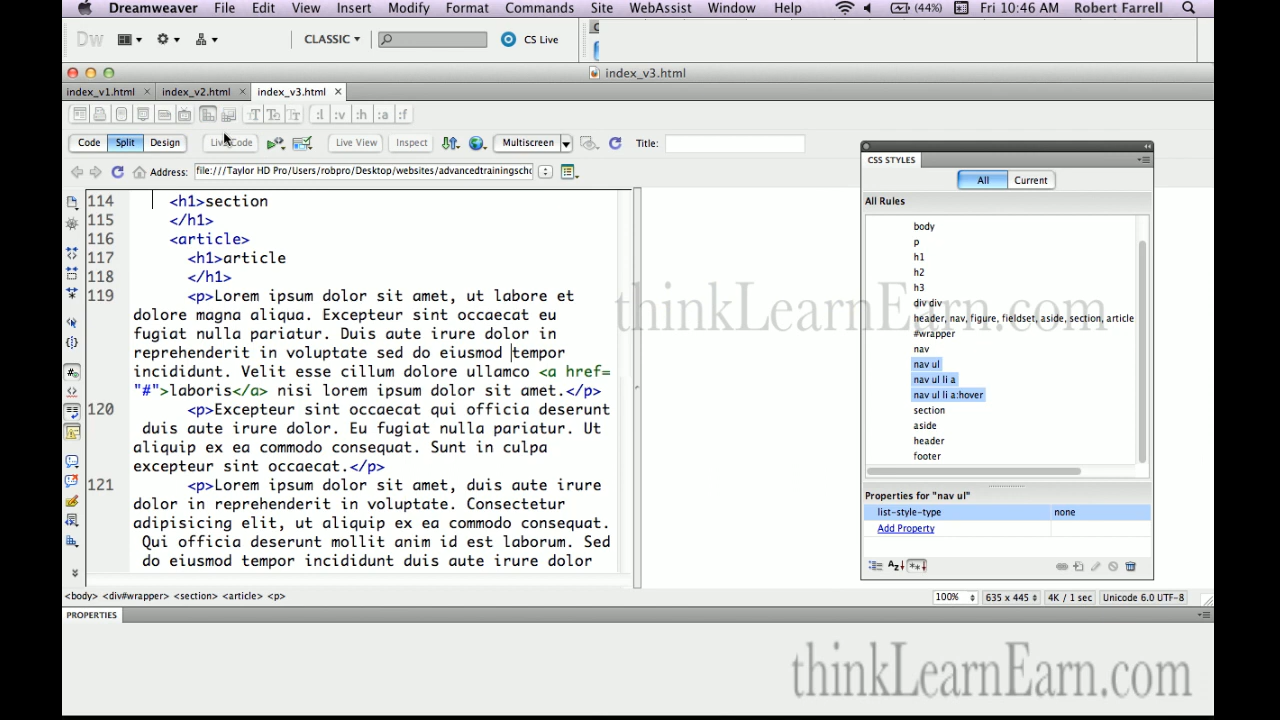 Dreamweaver File Edit View Insert Modify Format Commands Site WebAssist Window Help (44%) Fri 10:46 AM Robert Farrell
Dw CLASSIC CS Live
index_v3.html
index_v1.html index_v2.html index_v3.html
:l :v :h :a :f
Code Split Design Live Code Live View Inspect Multiscreen Title:
Address: file:///Taylor HD Pro/Users/robpro/Desktop/websites/advancedtrainingsch
114 <h1>section
115 </h1>
116 <article>
117 <h1>article
118 </h1>
119 <p>Lorem ipsum dolor sit amet, ut labore et
dolore magna aliqua. Excepteur sint occaecat eu
fugiat nulla pariatur. Duis aute irure dolor in
reprehenderit in voluptate sed do eiusmod tempor
incididunt. Velit esse cillum dolore ullamco <a href=
"#">laboris</a> nisi lorem ipsum dolor sit amet.</p>
120 <p>Excepteur sint occaecat qui officia deserunt
duis aute irure dolor. Eu fugiat nulla pariatur. Ut
aliquip ex ea commodo consequat. Sunt in culpa
excepteur sint occaecat.</p>
121 <p>Lorem ipsum dolor sit amet, duis aute irure
dolor in reprehenderit in voluptate. Consectetur
adipisicing elit, ut aliquip ex ea commodo consequat.
Qui officia deserunt mollit anim id est laborum. Sed
do eiusmod tempor incididunt duis aute irure dolor
thinkLearnEarn.com
CSS STYLES
All Current
All Rules
body
p
h1
h2
h3
div div
header, nav, figure, fieldset, aside, section, article
#wrapper
nav
nav ul
nav ul li a
nav ul li a:hover
section
aside
header
footer
Properties for "nav ul"
list-style-type none
Add Property
<body> <div#wrapper> <section> <article> <p> 100% 635 x 445 4K / 1 sec Unicode 6.0 UTF-8
PROPERTIES
thinkLearnEarn.com